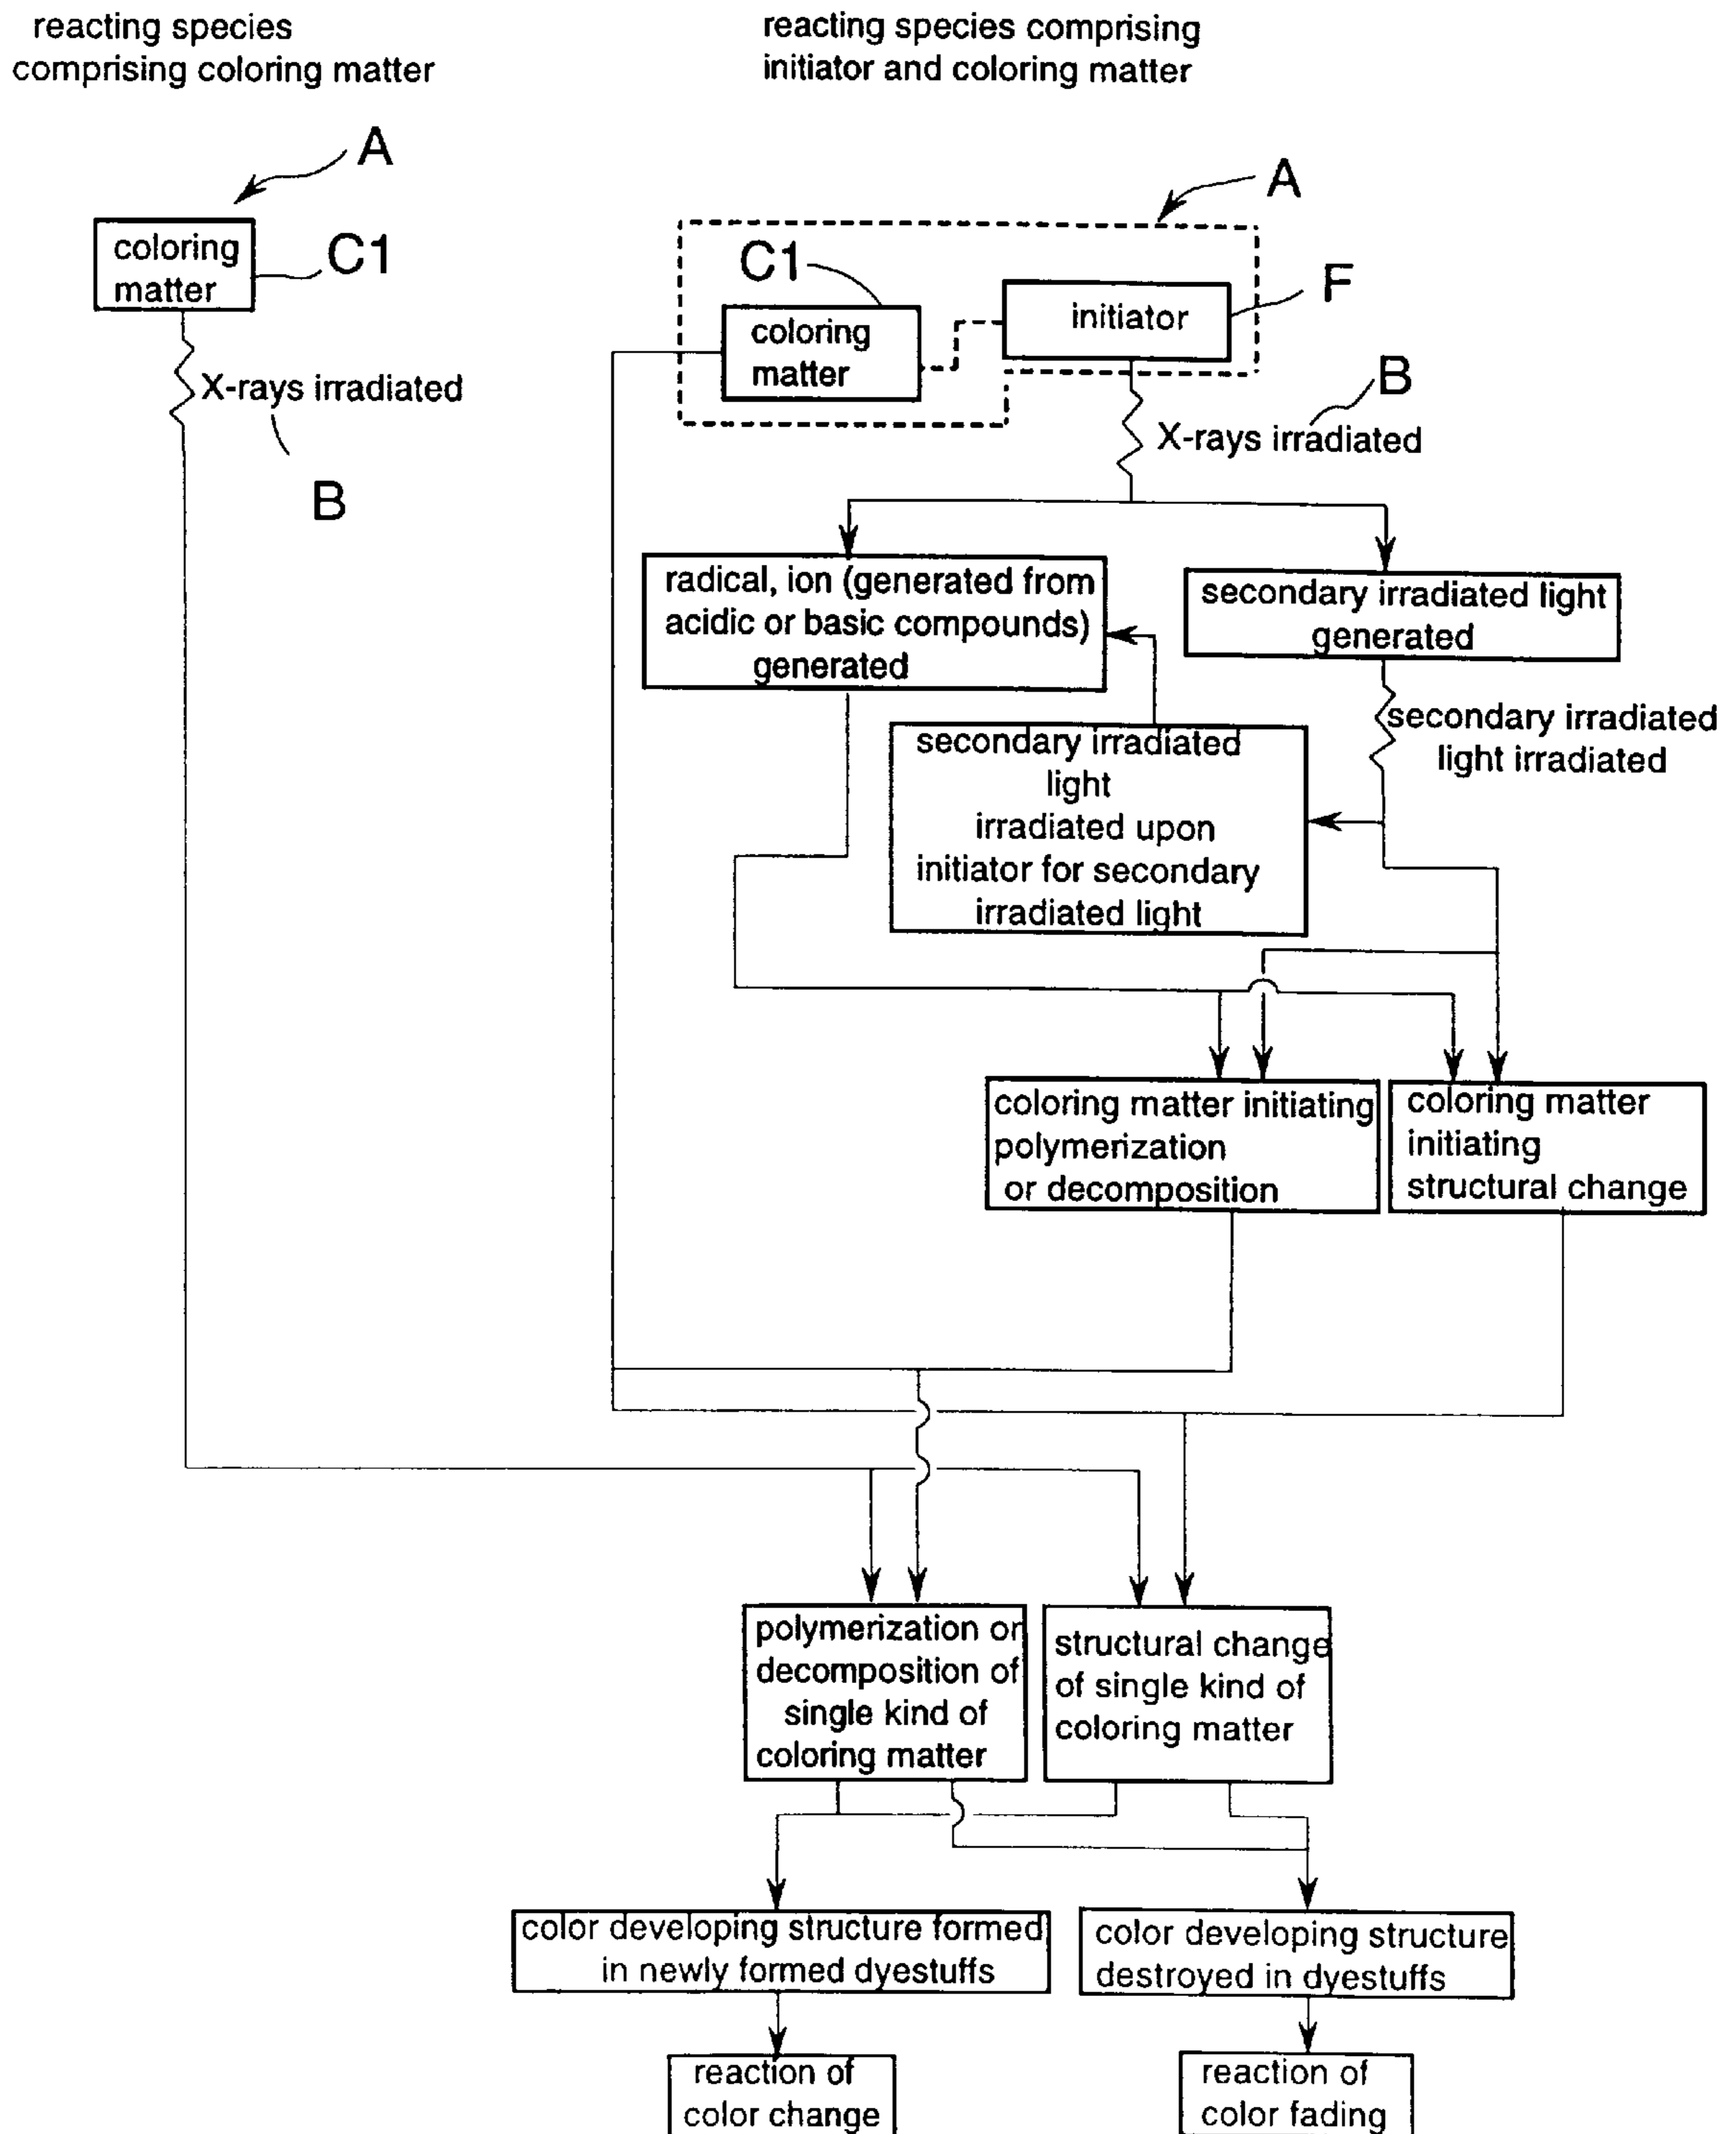 reacting species
comprising coloring matter
reacting species comprising
initiator and coloring matter
A
A
coloring
matter
C1
C1
initiator
F
coloring
matter
X-rays irradiated
B
B
X-rays irradiated
radical, ion (generated from
acidic or basic compounds)
generated
secondary irradiated light
generated
secondary irradiated
light irradiated
secondary irradiated
light
irradiated upon
initiator for secondary
irradiated light
coloring matter initiating
polymerization
or decomposition
coloring matter
initiating
structural change
polymerization or
decomposition of
single kind of
coloring matter
structural change
of single kind of
coloring matter
color developing structure formed
in newly formed dyestuffs
color developing structure
destroyed in dyestuffs
reaction of
color change
reaction of
color fading